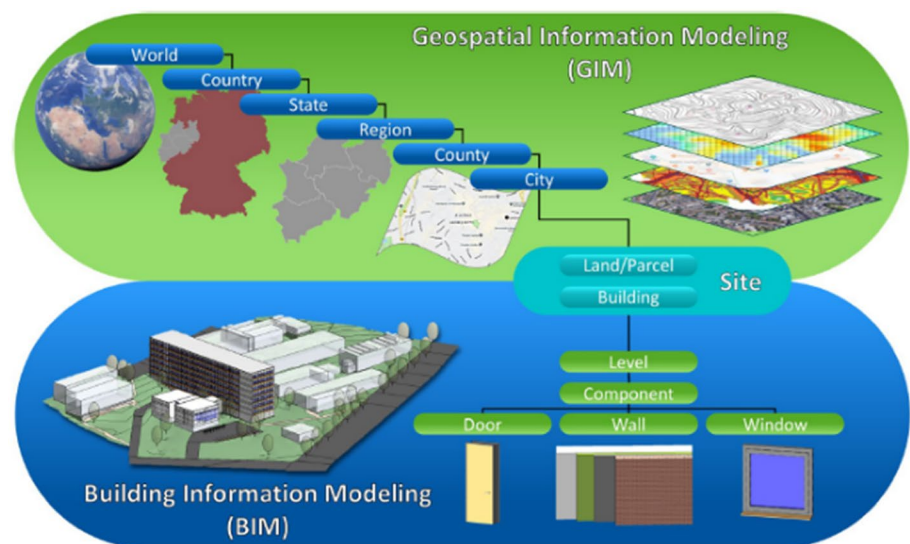 Geospatial Information Modeling
(GIM)
World
Country
State
Region
County
City
Land/Parcel
Building
Site
Level
Component
Door
Wall
Window
Building Information Modeling
(BIM)